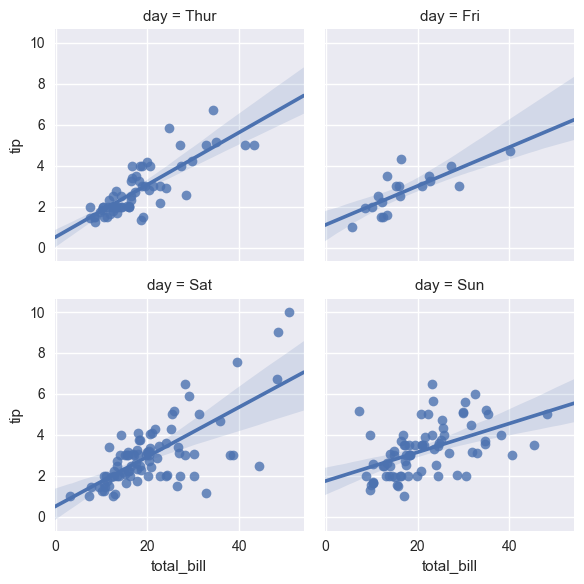 day = Thur
day = Fri
10
8
6
4
2
0
tip
day = Sat
day = Sun
10
8
6
4
2
0
tip
0 20 40
0 20 40
total_bill
total_bill